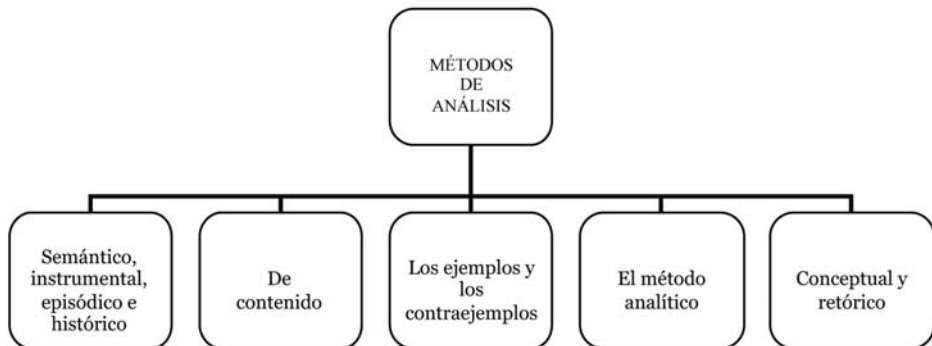 MÉTODOS
DE
ANÁLISIS
Semántico,
instrumental,
episódico e
histórico
De
contenido
Los ejemplos y
los
contraejemplos
El método
analítico
Conceptual y
retórico